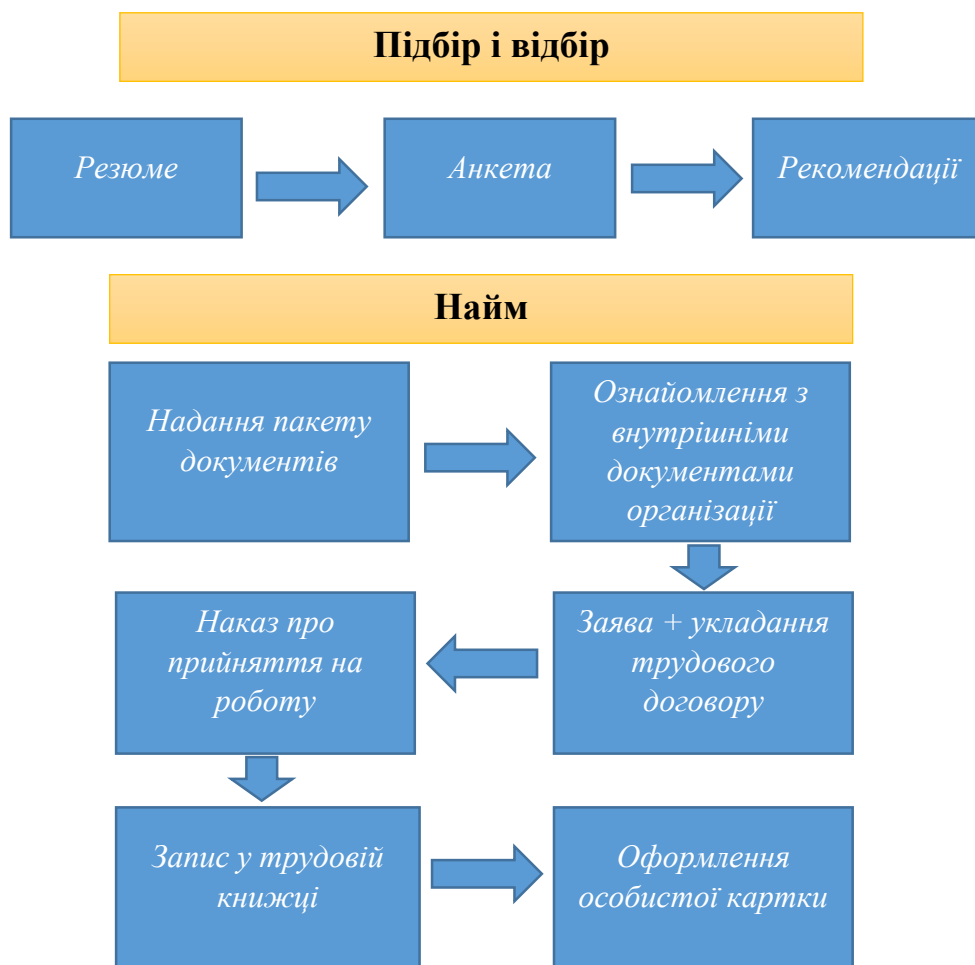 Підбір і відбір
Резюме
Анкета
Рекомендації
Найм
Надання пакету
документів
Ознайомлення з
внутрішніми
документами
організації
Заява + укладання
трудового
договору
Наказ про
прийняття на
роботу
Запис у трудовій
книжці
Оформлення
особистої картки